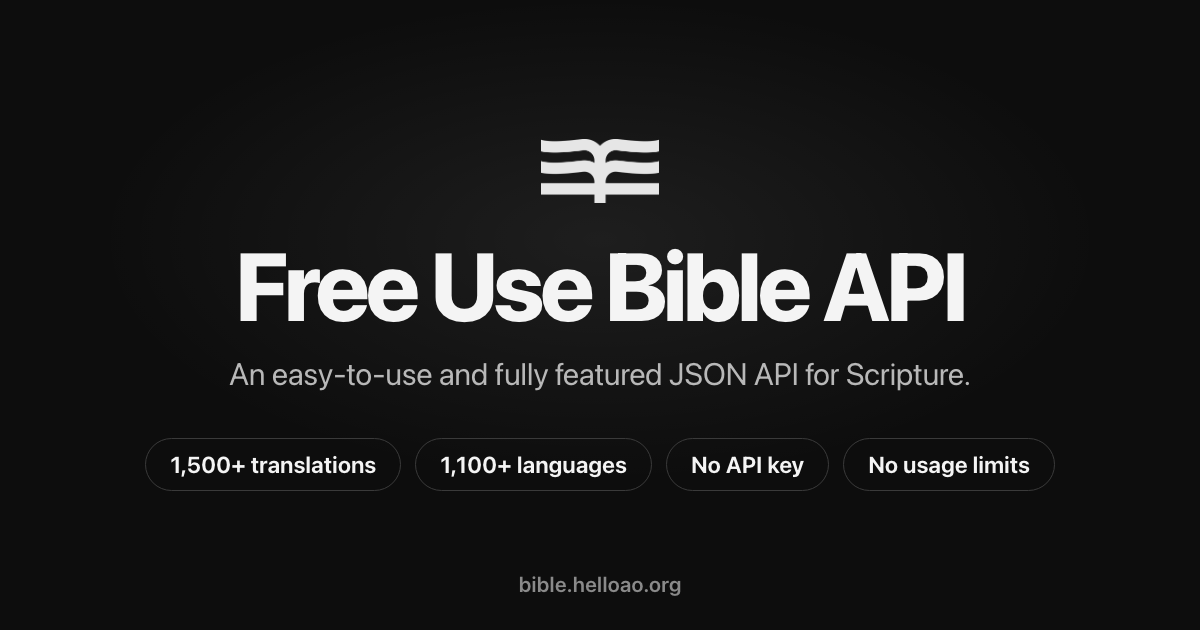 Free Use Bible API
An easy-to-use and fully featured JSON API for Scripture.
1,500+ translations
1,100+ languages
No API key
No usage limits
bible.helloao.org